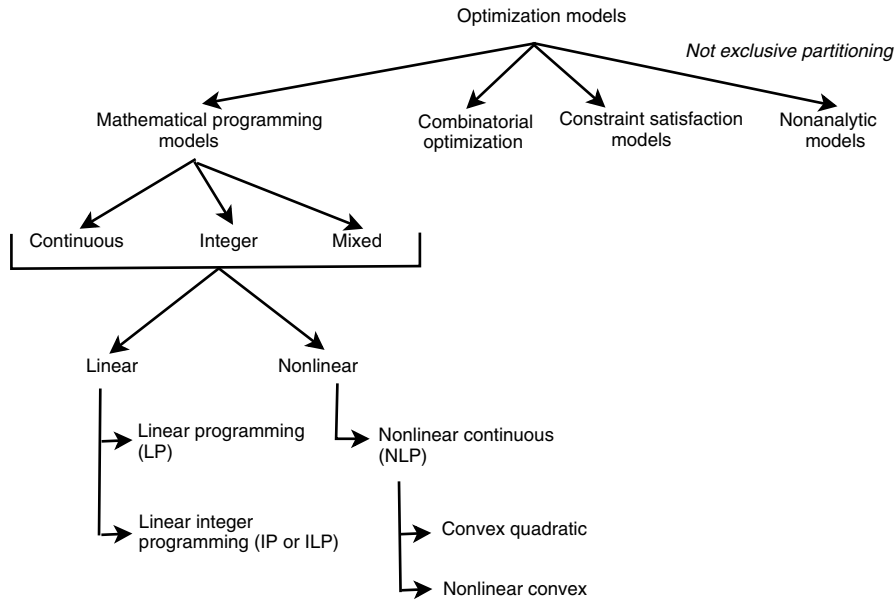 Optimization models
Not exclusive partitioning
Mathematical programming
models
Combinatorial
optimization
Constraint satisfaction
models
Nonanalytic
models
Continuous
Integer
Mixed
Linear
Nonlinear
Linear programming
(LP)
Nonlinear continuous
(NLP)
Linear integer
programming (IP or ILP)
Convex quadratic
Nonlinear convex